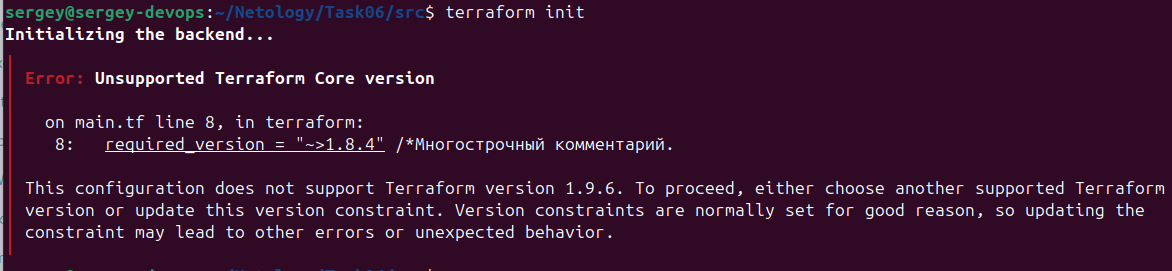 sergey@sergey-devops:~/Netology/Task06/src$ terraform init
Initializing the backend...
Error: Unsupported Terraform Core version
on main.tf line 8, in terraform:
8: required_version = "~>1.8.4" /*Многострочный комментарий.
This configuration does not support Terraform version 1.9.6. To proceed, either choose another supported Terraform
version or update this version constraint. Version constraints are normally set for good reason, so updating the
constraint may lead to other errors or unexpected behavior.